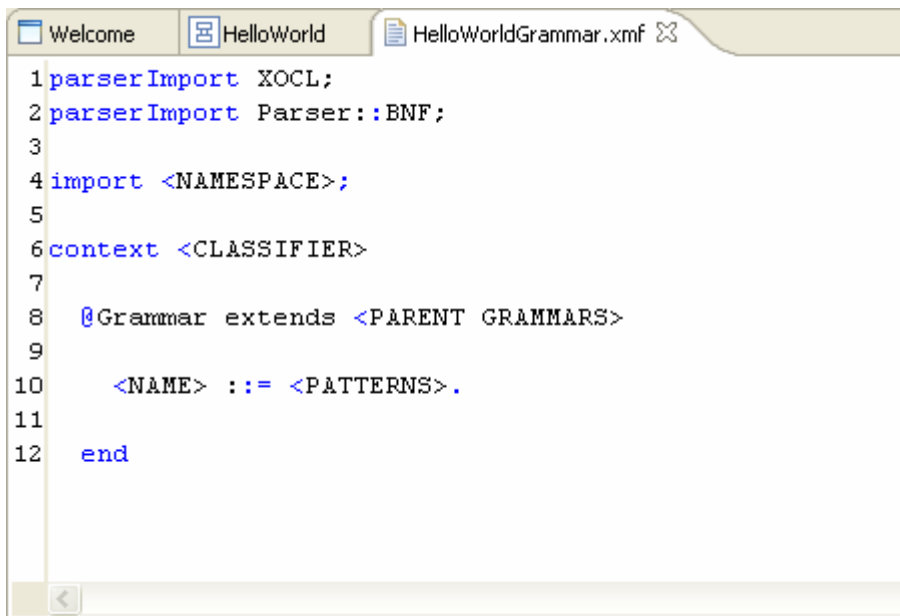 Welcome HelloWorld HelloWorldGrammar.xmf
1 parserImport XOCL;
2 parserImport Parser::BNF;
3
4 import <NAMESPACE>;
5
6 context <CLASSIFIER>
7
8   @Grammar extends <PARENT GRAMMARS>
9
10     <NAME> ::= <PATTERNS>.
11
12   end